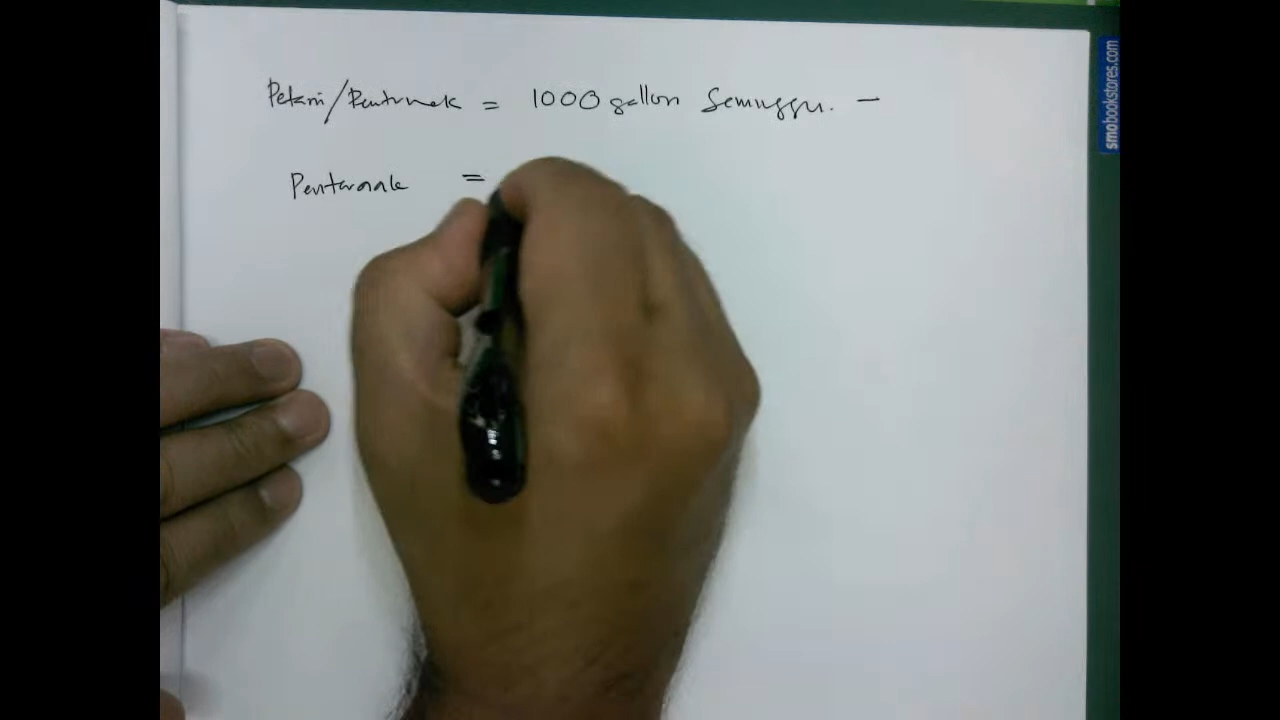 Petani/Penternak = 1000 gallon Seminggu. –
Penternak =
smobookstores.com